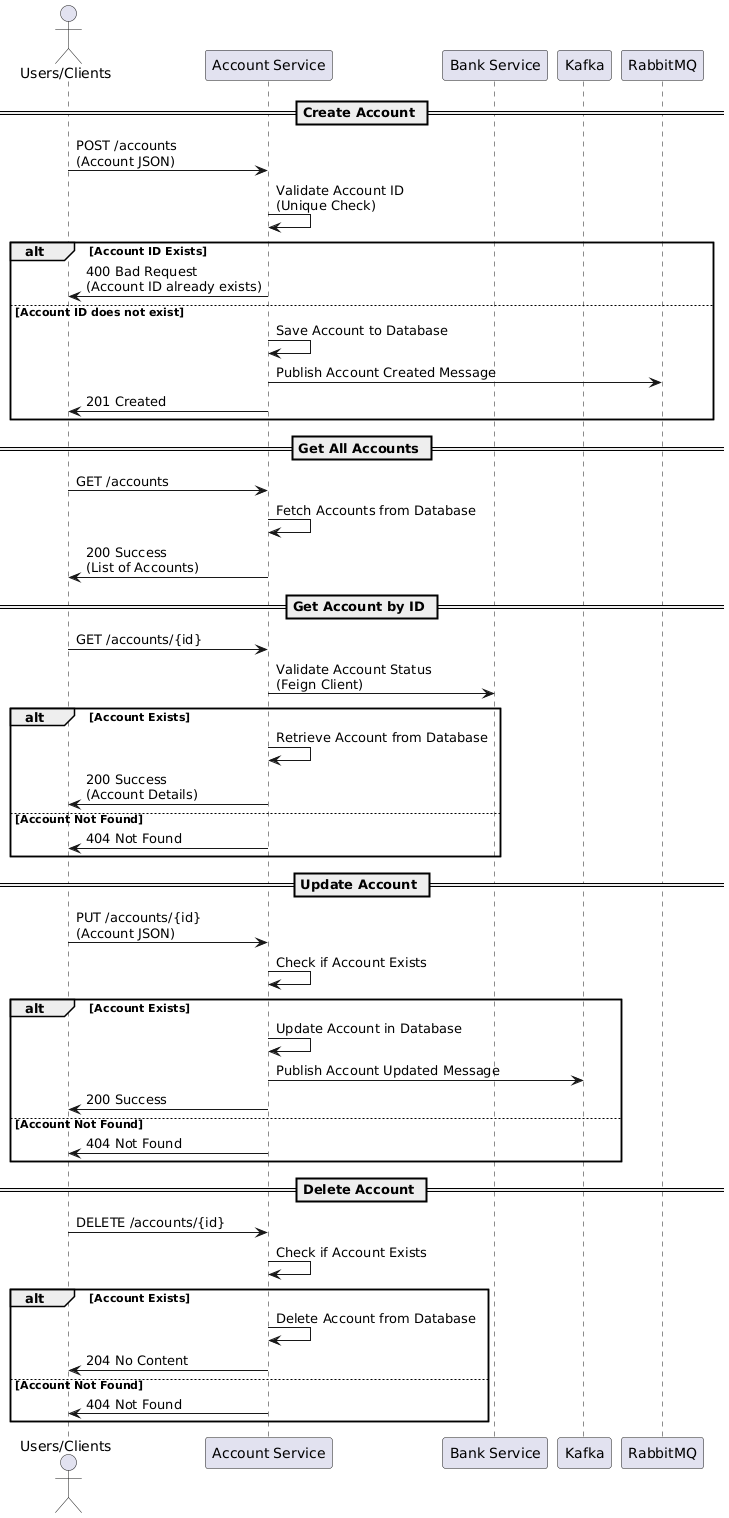 Users/Clients
Account Service
Bank Service
Kafka
RabbitMQ
Create Account
POST /accounts
(Account JSON)
Validate Account ID
(Unique Check)
alt
[Account ID Exists]
400 Bad Request
(Account ID already exists)
[Account ID does not exist]
Save Account to Database
Publish Account Created Message
201 Created
Get All Accounts
GET /accounts
Fetch Accounts from Database
200 Success
(List of Accounts)
Get Account by ID
GET /accounts/{id}
Validate Account Status
(Feign Client)
alt
[Account Exists]
Retrieve Account from Database
200 Success
(Account Details)
[Account Not Found]
404 Not Found
Update Account
PUT /accounts/{id}
(Account JSON)
Check if Account Exists
alt
[Account Exists]
Update Account in Database
Publish Account Updated Message
200 Success
[Account Not Found]
404 Not Found
Delete Account
DELETE /accounts/{id}
Check if Account Exists
alt
[Account Exists]
Delete Account from Database
204 No Content
[Account Not Found]
404 Not Found
Users/Clients
Account Service
Bank Service
Kafka
RabbitMQ